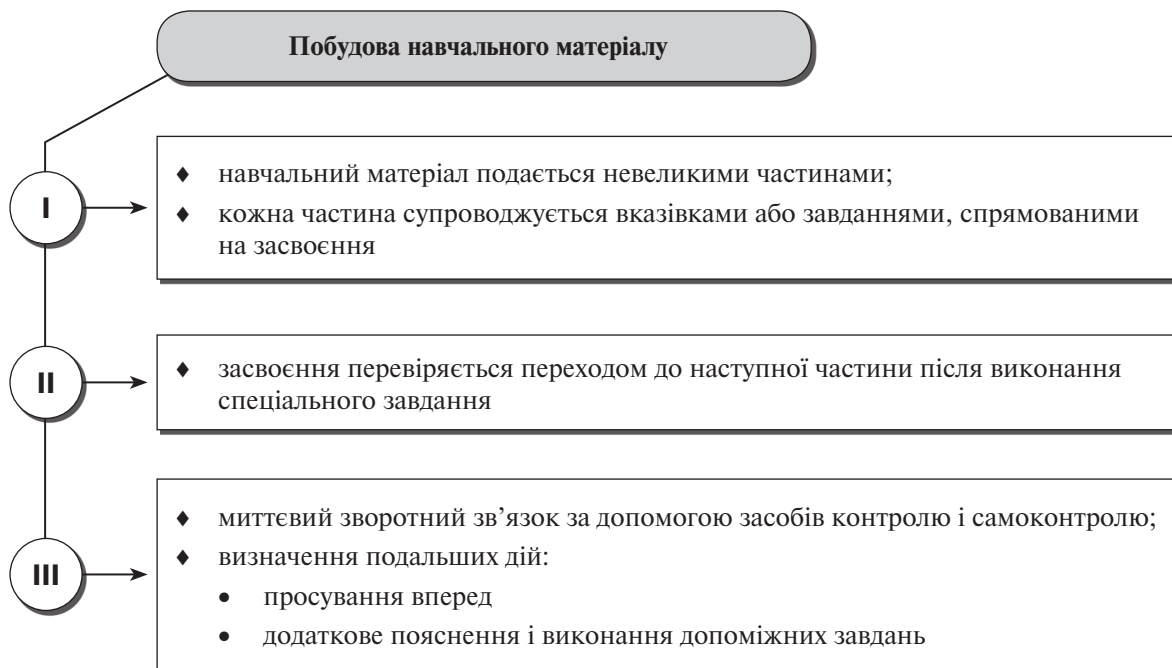 Побудова навчального матеріалу
I
♦ навчальний матеріал подається невеликими частинами;
♦ кожна частина супроводжується вказівками або завданнями, спрямованими
на засвоєння
II
♦ засвоєння перевіряється переходом до наступної частини після виконання
спеціального завдання
III
♦ миттєвий зворотний зв’язок за допомогою засобів контролю і самоконтролю;
♦ визначення подальших дій:
• просування вперед
• додаткове пояснення і виконання допоміжних завдань